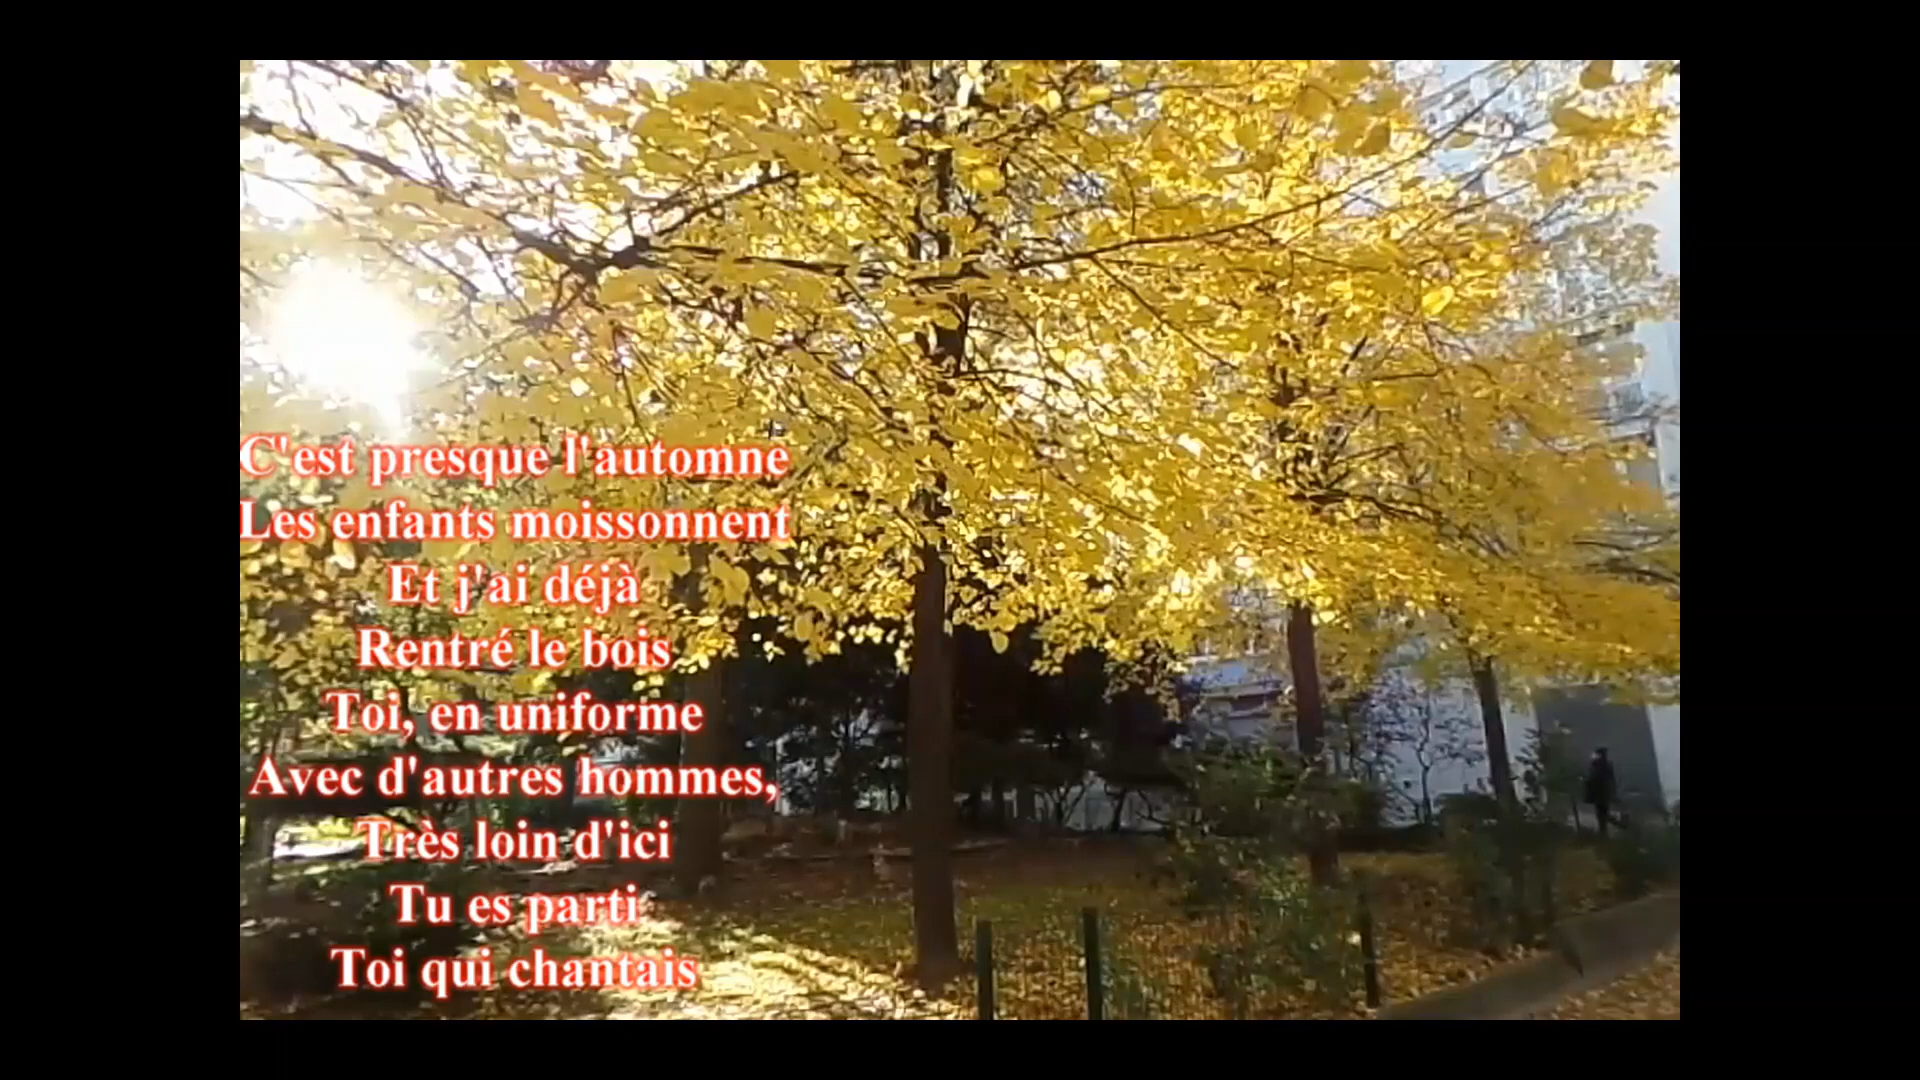 C'est presque l'automne
Les enfants moissonnent
Et j'ai déjà
Rentré le bois
Toi, en uniforme
Avec d'autres hommes,
Très loin d'ici
Tu es parti
Toi qui chantais